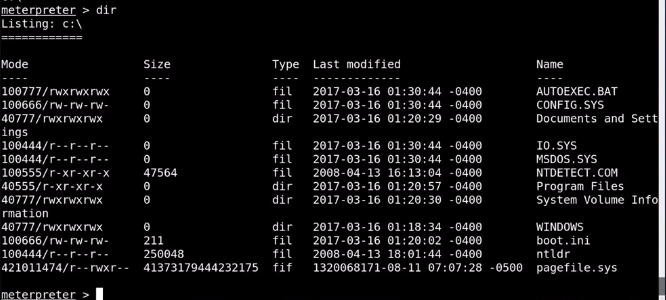 meterpreter > dir
Listing: c:\
============
Mode Size Type Last modified Name
---- ---- ---- ------------- ----
100777/rwxrwxrwx 0 fil 2017-03-16 01:30:44 -0400 AUTOEXEC.BAT
100666/rw-rw-rw- 0 fil 2017-03-16 01:30:44 -0400 CONFIG.SYS
40777/rwxrwxrwx 0 dir 2017-03-16 01:20:29 -0400 Documents and Sett
ings
100444/r--r--r-- 0 fil 2017-03-16 01:30:44 -0400 IO.SYS
100444/r--r--r-- 0 fil 2017-03-16 01:30:44 -0400 MSDOS.SYS
100555/r-xr-xr-x 47564 fil 2008-04-13 16:13:04 -0400 NTDETECT.COM
40555/r-xr-xr-x 0 dir 2017-03-16 01:20:57 -0400 Program Files
40777/rwxrwxrwx 0 dir 2017-03-16 01:20:30 -0400 System Volume Info
rmation
40777/rwxrwxrwx 0 dir 2017-03-16 01:18:34 -0400 WINDOWS
100666/rw-rw-rw- 211 fil 2017-03-16 01:20:02 -0400 boot.ini
100444/r--r--r-- 250048 fil 2008-04-13 18:01:44 -0400 ntldr
421011474/r--rwxr-- 41373179444232175 fif 1320068171-08-11 07:07:28 -0500 pagefile.sys
meterpreter >